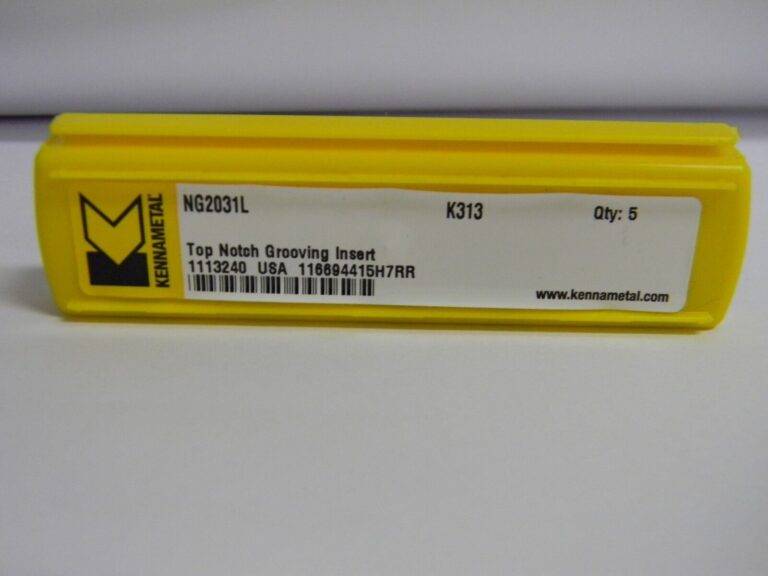 KENNAMETAL
NG2031L K313 Qty: 5
Top Notch Grooving Insert
1113240 USA 116694415H7RR
www.kennametal.com